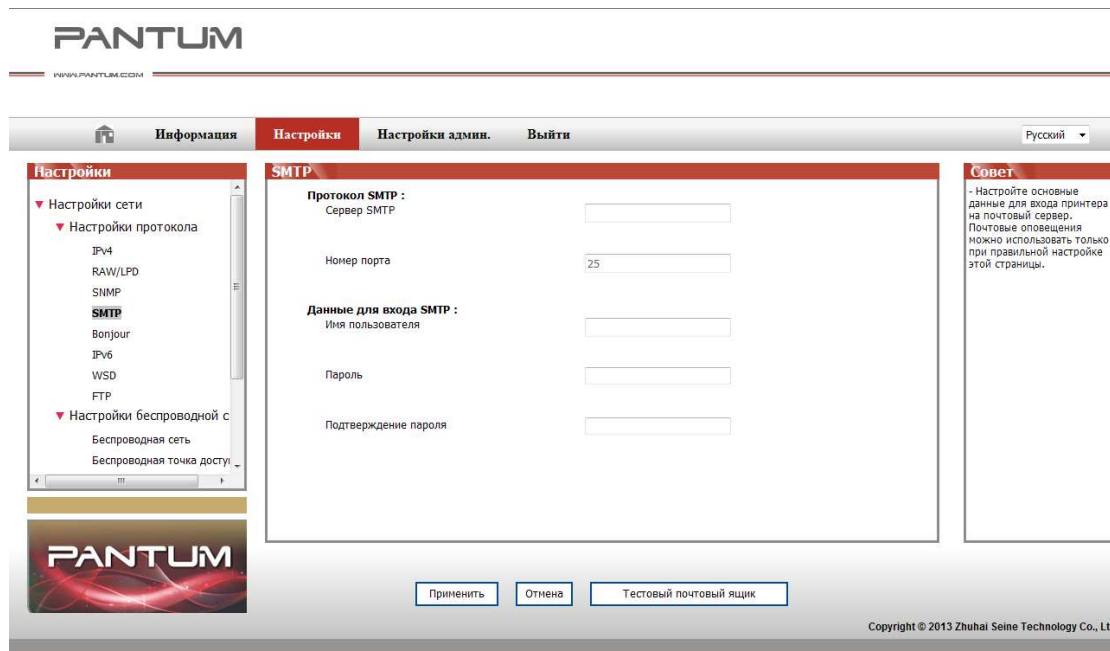 PANTUM
WWW.PANTUM.COM
Информация
Настройки
Настройки админ.
Выйти
Русский
Настройки
Настройки сети
Настройки протокола
IPv4
RAW/LPD
SNMP
SMTP
Bonjour
IPv6
WSD
FTP
Настройки беспроводной с
Беспроводная сеть
Беспроводная точка досту
PANTUM
SMTP
Протокол SMTP :
Сервер SMTP
Номер порта
25
Данные для входа SMTP :
Имя пользователя
Пароль
Подтверждение пароля
Применить
Отмена
Тестовый почтовый ящик
Совет
- Настройте основные
данные для входа принтера
на почтовый сервер.
Почтовые оповещения
можно использовать только
при правильной настройке
этой страницы.
Copyright © 2013 Zhuhai Seine Technology Co., Lt